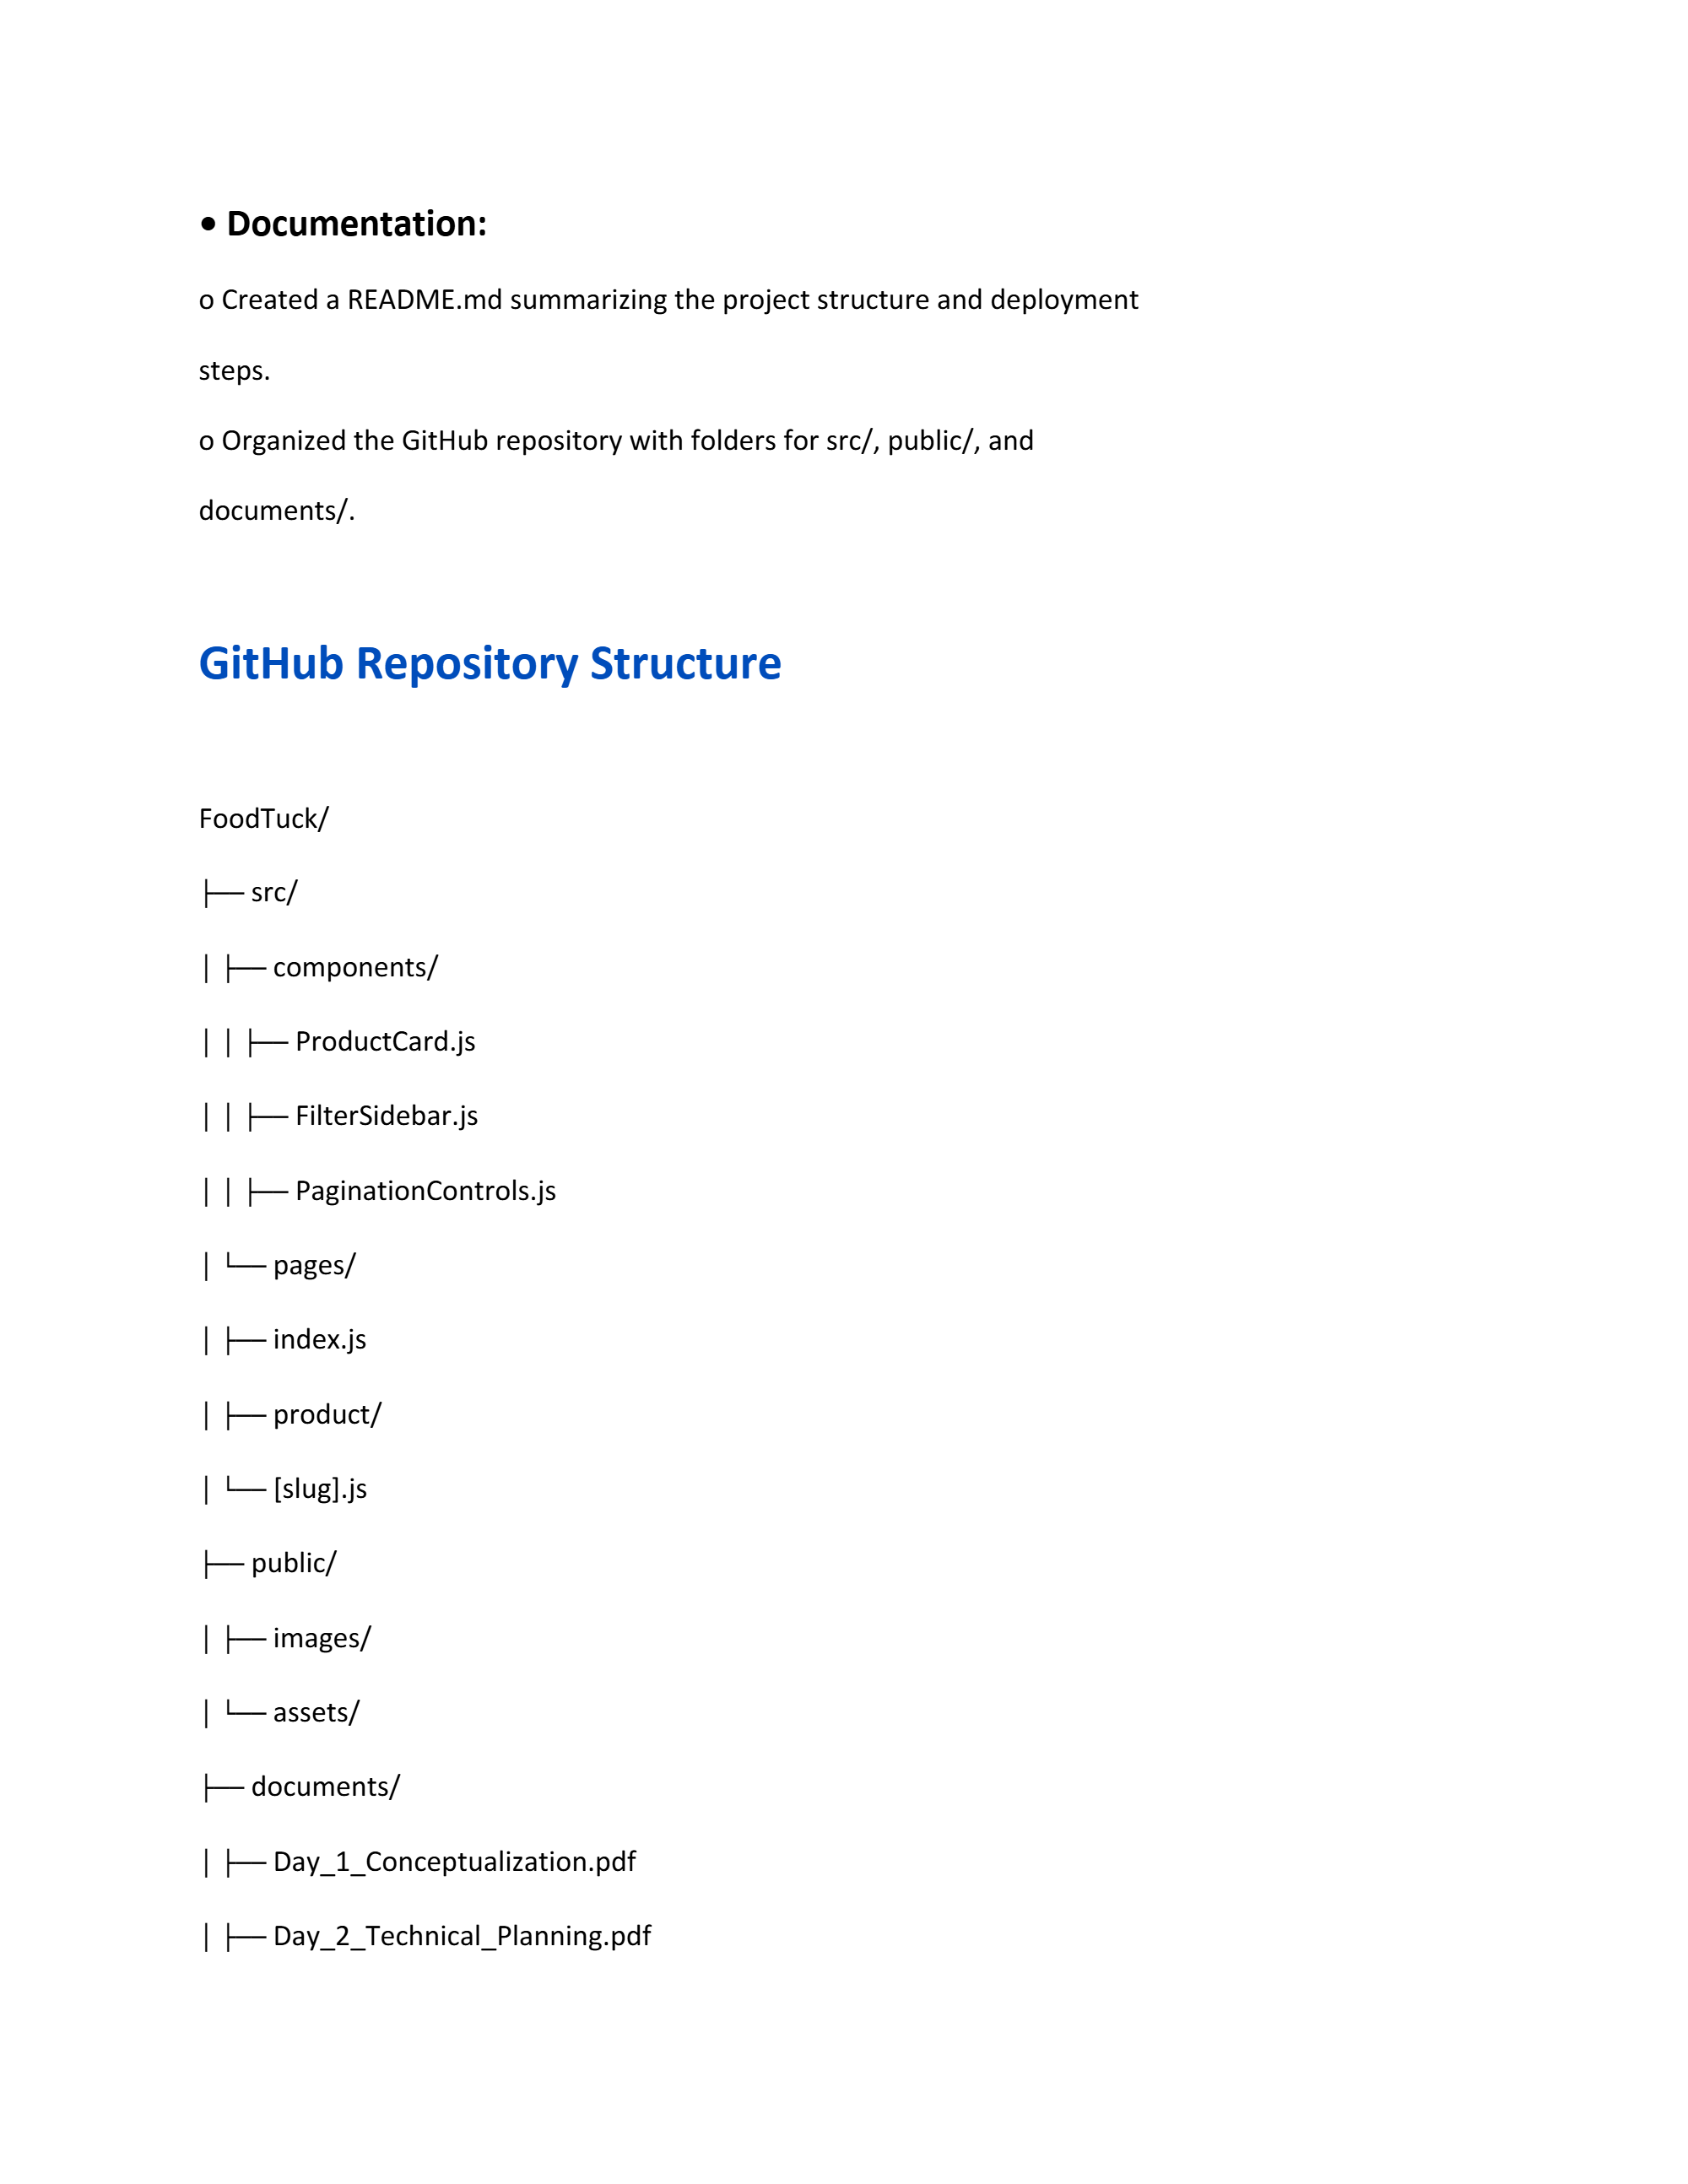 • Documentation:
o Created a README.md summarizing the project structure and deployment
steps.
o Organized the GitHub repository with folders for src/, public/, and
documents/.
GitHub Repository Structure
FoodTuck/
├── src/
│ ├── components/
│ │ ├── ProductCard.js
│ │ ├── FilterSidebar.js
│ │ ├── PaginationControls.js
│ └── pages/
│ ├── index.js
│ ├── product/
│ └── [slug].js
├── public/
│ ├── images/
│ └── assets/
├── documents/
│ ├── Day_1_Conceptualization.pdf
│ ├── Day_2_Technical_Planning.pdf